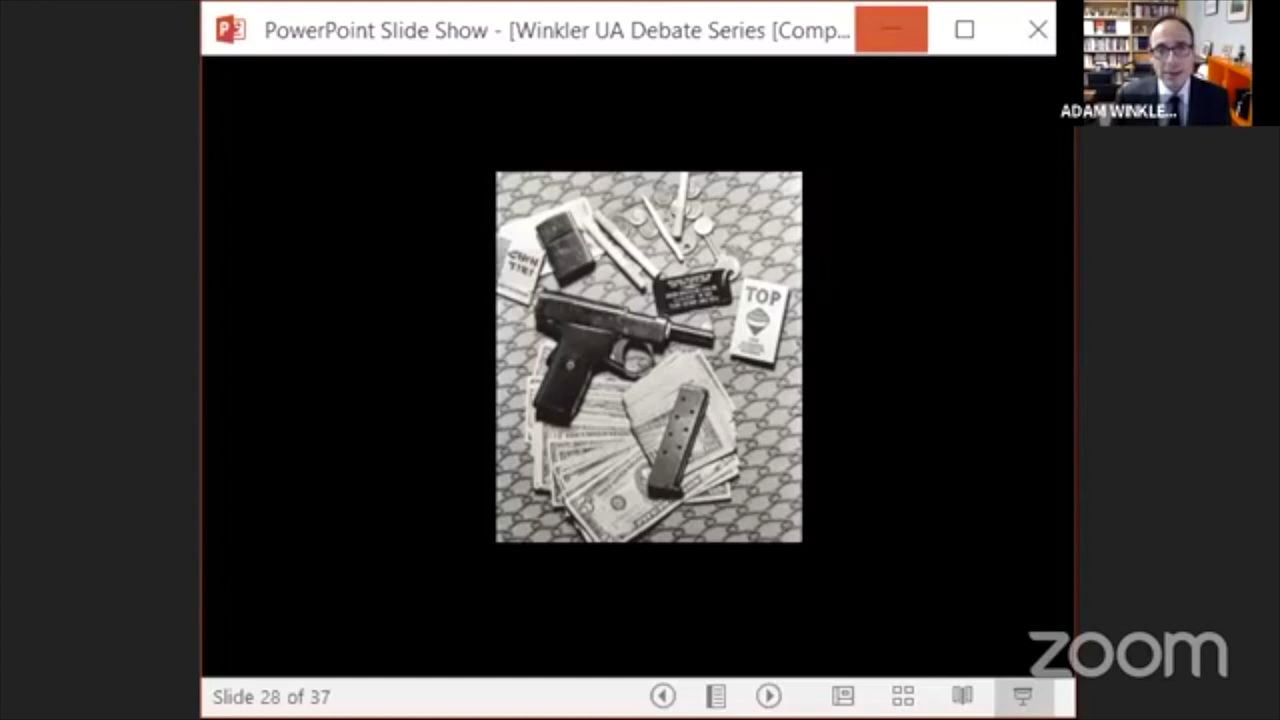 PowerPoint Slide Show - [Winkler UA Debate Series [Comp...
ADAM WINKLE...
TOP
zoom
Slide 28 of 37